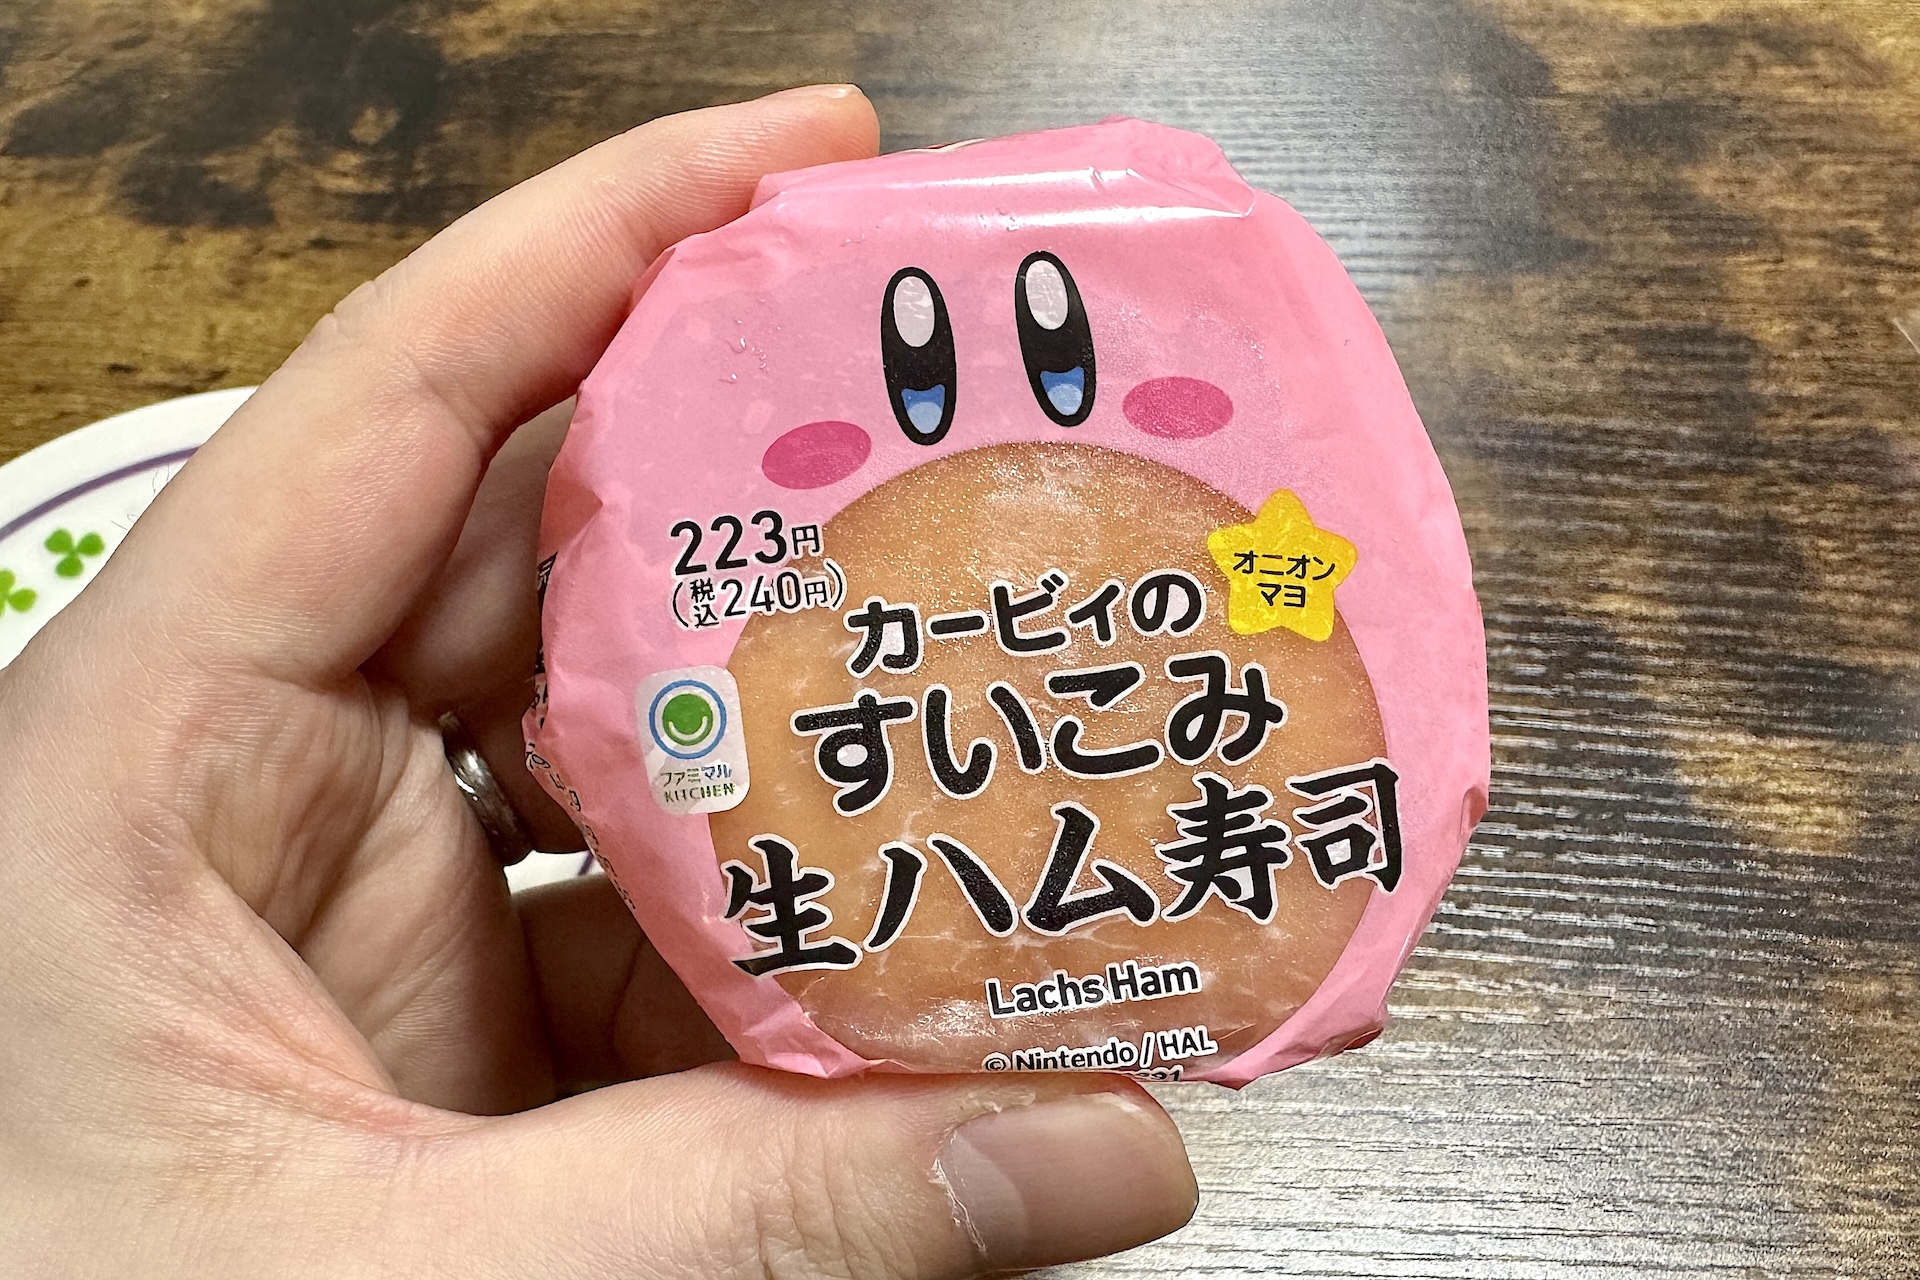 223円
(税込240円)
オニオン
マヨ
カービィの
すいこみ
生ハム寿司
ファミマル
KITCHEN
Lachs Ham
© Nintendo / HAL